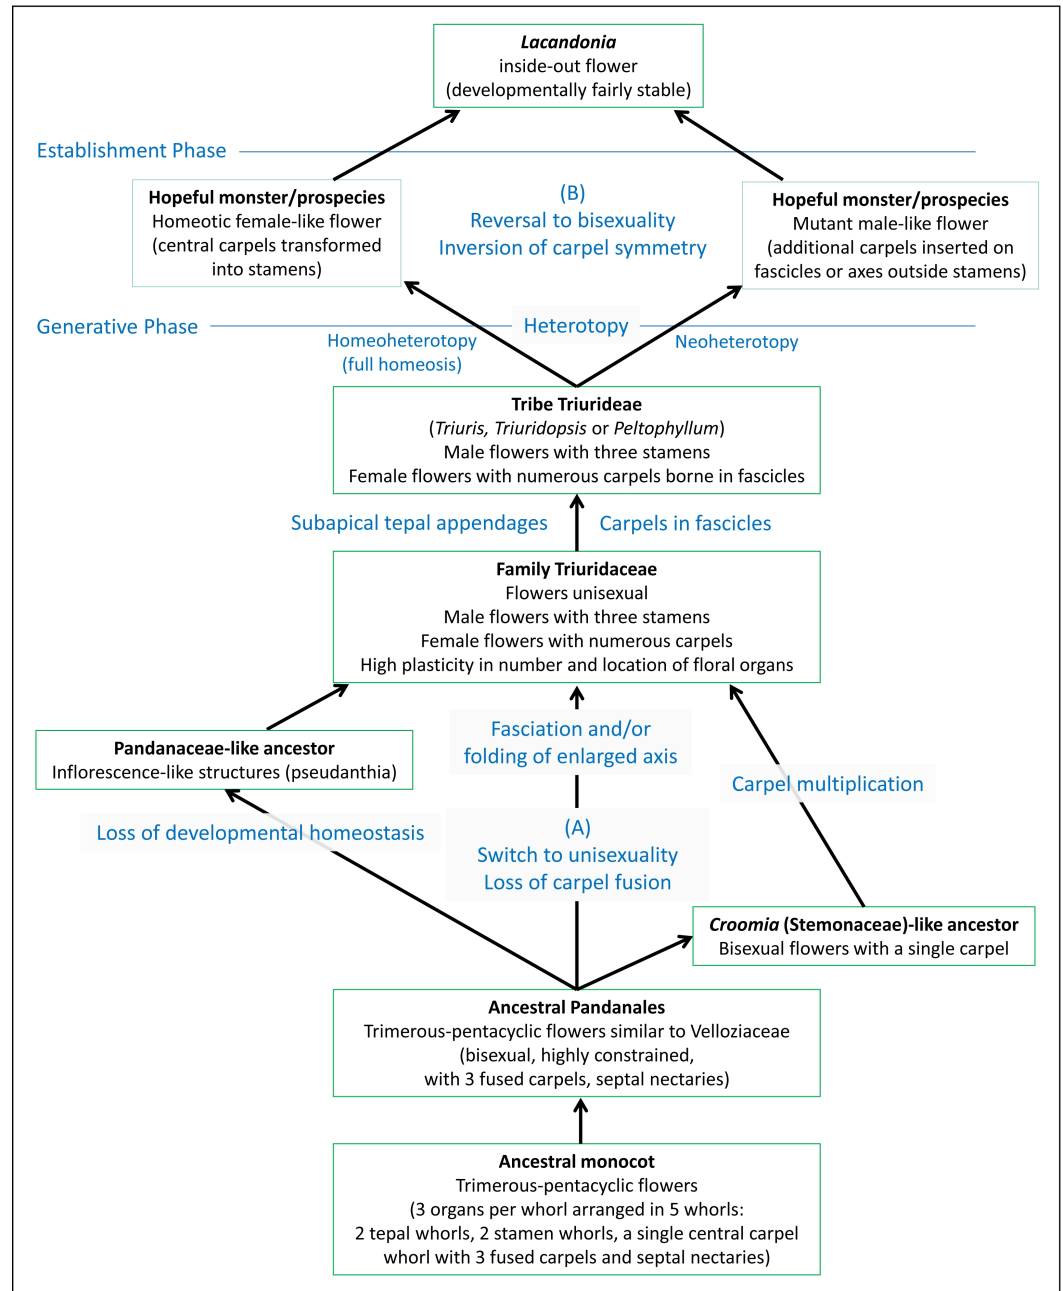 Lacandonia
inside-out flower
(developmentally fairly stable)
Establishment Phase
Hopeful monster/prospecies
Homeotic female-like flower
(central carpels transformed
into stamens)
(B)
Reversal to bisexuality
Inversion of carpel symmetry
Hopeful monster/prospecies
Mutant male-like flower
(additional carpels inserted on
fascicles or axes outside stamens)
Generative Phase
Heterotopy
Homeoheterotopy
(full homeosis)
Neoheterotopy
Tribe Triurideae
(Triuris, Triuridopsis or Peltophyllum)
Male flowers with three stamens
Female flowers with numerous carpels borne in fascicles
Subapical tepal appendages
Carpels in fascicles
Family Triuridaceae
Flowers unisexual
Male flowers with three stamens
Female flowers with numerous carpels
High plasticity in number and location of floral organs
Pandanaceae-like ancestor
Inflorescence-like structures (pseudanthia)
Fasciation and/or
folding of enlarged axis
Carpel multiplication
Loss of developmental homeostasis
(A)
Switch to unisexuality
Loss of carpel fusion
Croomia (Stemonaceae)-like ancestor
Bisexual flowers with a single carpel
Ancestral Pandanales
Trimerous-pentacyclic flowers similar to Velloziaceae
(bisexual, highly constrained,
with 3 fused carpels, septal nectaries)
Ancestral monocot
Trimerous-pentacyclic flowers
(3 organs per whorl arranged in 5 whorls:
2 tepal whorls, 2 stamen whorls, a single central carpel
whorl with 3 fused carpels and septal nectaries)